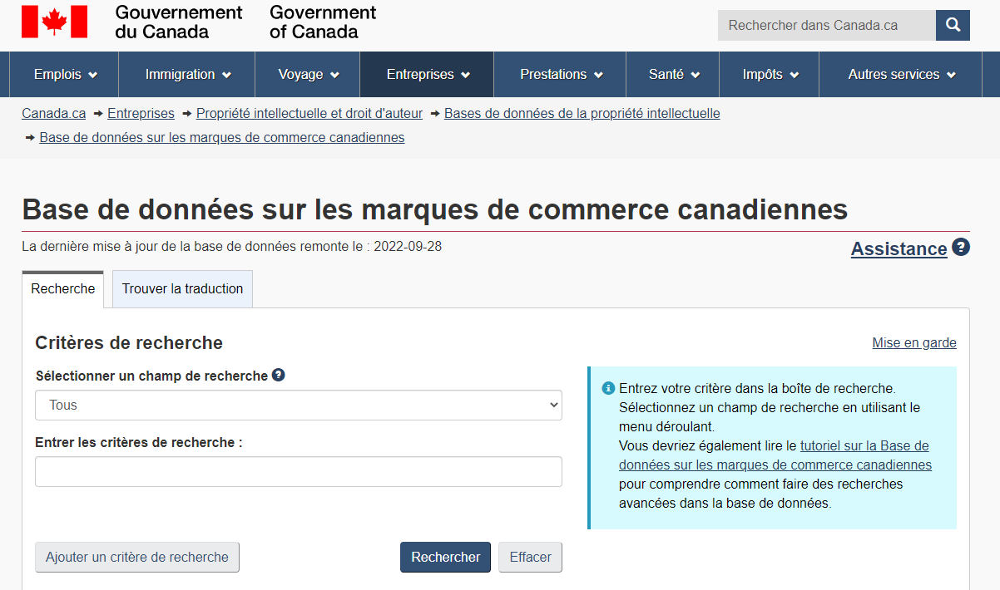 Gouvernement Government
du Canada of Canada
Rechercher dans Canada.ca
Emplois Immigration Voyage Entreprises Prestations Santé Impôts Autres services
Canada.ca Entreprises Propriété intellectuelle et droit d'auteur Bases de données de la propriété intellectuelle
Base de données sur les marques de commerce canadiennes
Base de données sur les marques de commerce canadiennes
La dernière mise à jour de la base de données remonte le : 2022-09-28
Assistance ?
Recherche Trouver la traduction
Critères de recherche
Mise en garde
Sélectionner un champ de recherche ?
Tous
Entrer les critères de recherche :
Entrez votre critère dans la boîte de recherche.
Sélectionnez un champ de recherche en utilisant le
menu déroulant.
Vous devriez également lire le tutoriel sur la Base de
données sur les marques de commerce canadiennes
pour comprendre comment faire des recherches
avancées dans la base de données.
Ajouter un critère de recherche Rechercher Effacer